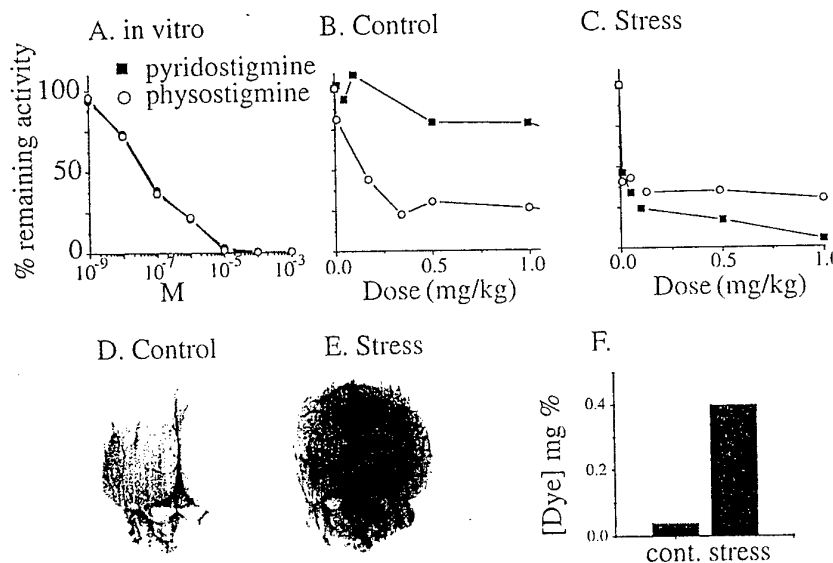 A. in vitro
B. Control
C. Stress
pyridostigmine
physostigmine
% remaining activity
100
50
0
10-9
10-7
10-5
10-3
M
0.0
0.5
1.0
Dose (mg/kg)
0.0
0.5
1.0
Dose (mg/kg)
D. Control
E. Stress
F.
[Dye] mg %
0.4
0.2
0.0
cont. stress